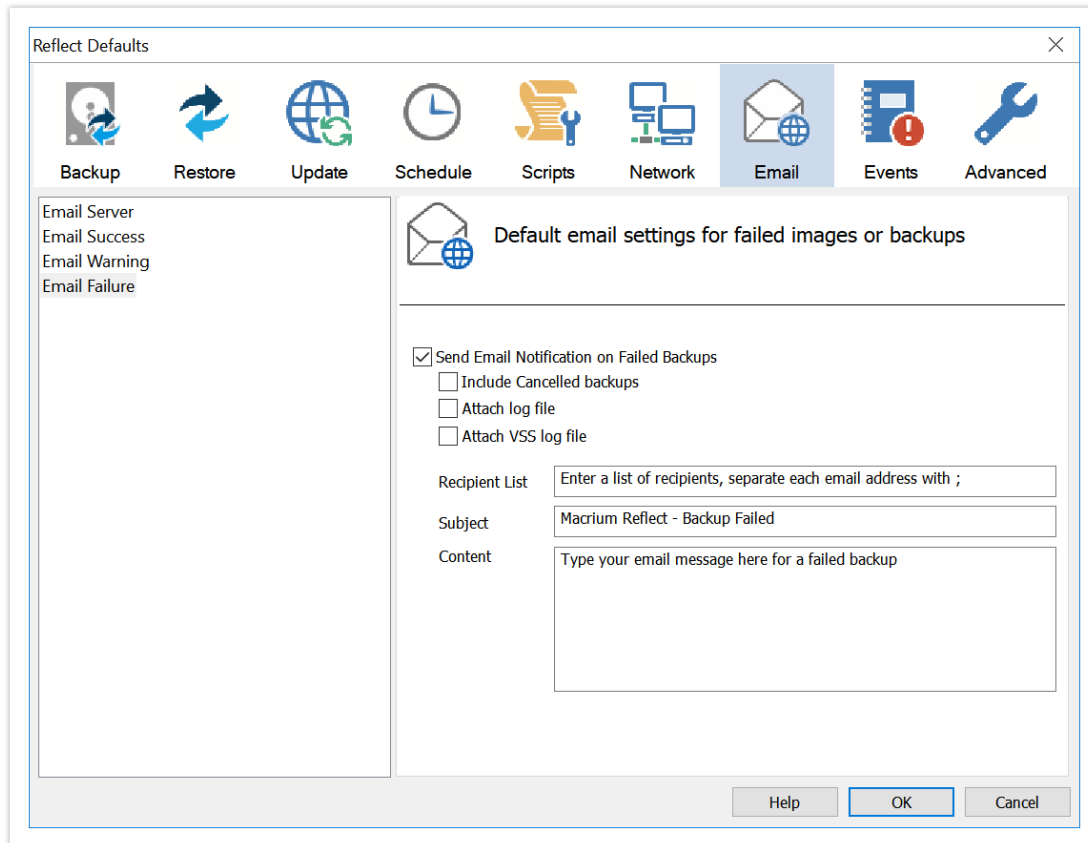 Reflect Defaults
Backup Restore Update Schedule Scripts Network Email Events Advanced
Email Server
Email Success
Email Warning
Email Failure
Default email settings for failed images or backups
Send Email Notification on Failed Backups
Include Cancelled backups
Attach log file
Attach VSS log file
Recipient List Enter a list of recipients, separate each email address with ;
Subject Macrium Reflect - Backup Failed
Content Type your email message here for a failed backup
Help OK Cancel